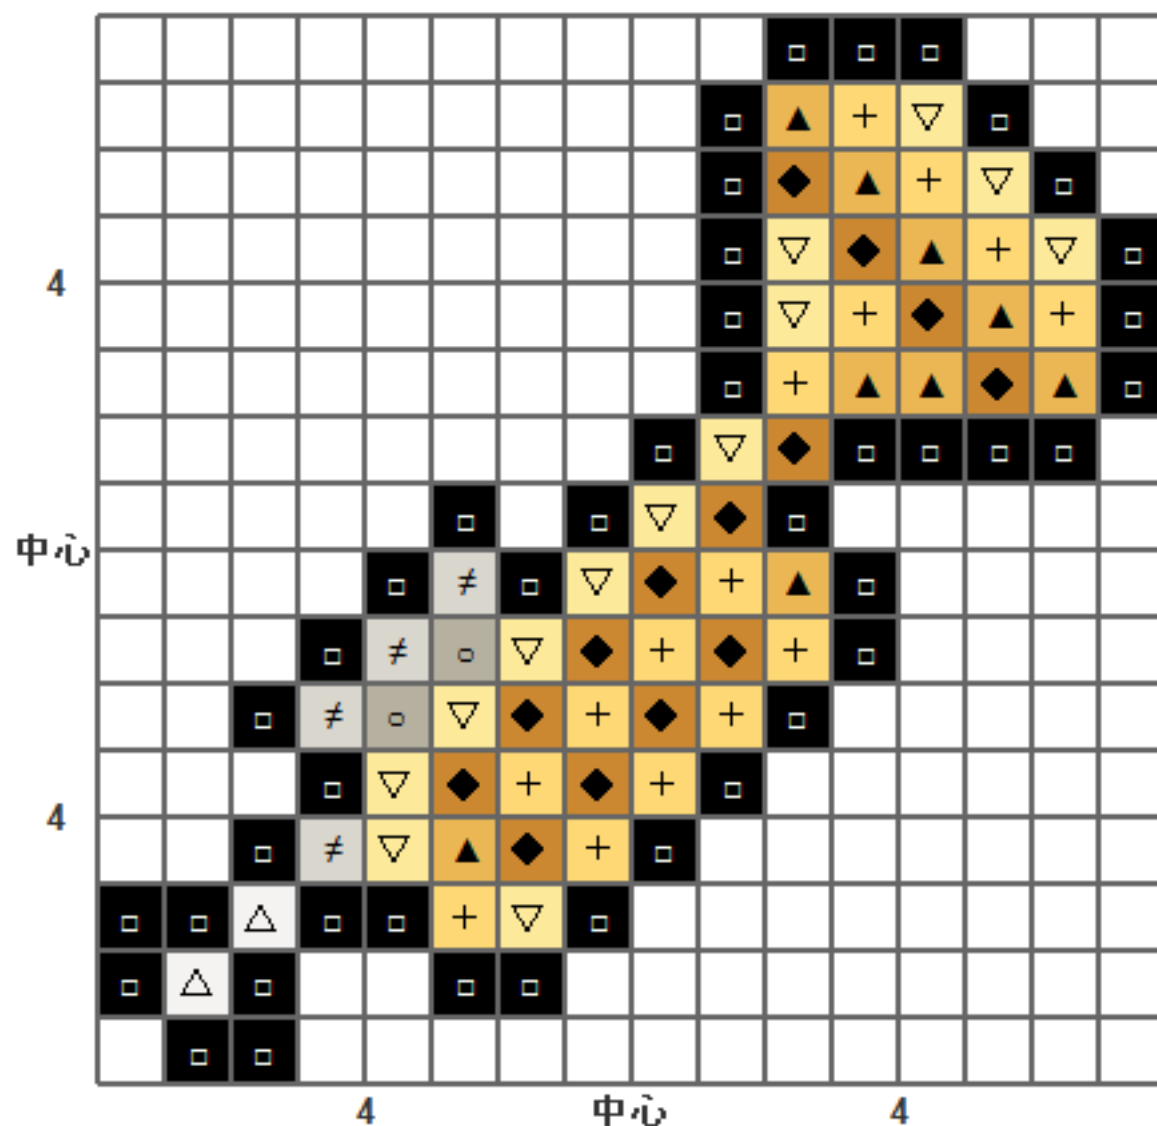 □ □ □
□ ▲ + ▽ □
□ ◆ ▲ + ▽ □
□ ▽ ◆ ▲ + ▽ □
4
□ ▽ + ◆ ▲ + □
□ + ▲ ▲ ◆ ▲ □
□ ▽ ◆ □ □ □ □
□ □ ▽ ◆ □
中心
□ ≠ □ ▽ ◆ + ▲ □
□ ≠ ○ ▽ ◆ + ◆ + □
□ ≠ ○ ▽ ◆ + ◆ + □
□ ▽ ◆ + ◆ + □
4
□ ≠ ▽ ▲ ◆ + □
□ □ △ □ □ + ▽ □
□ △ □ □ □
□ □
4 中心 4